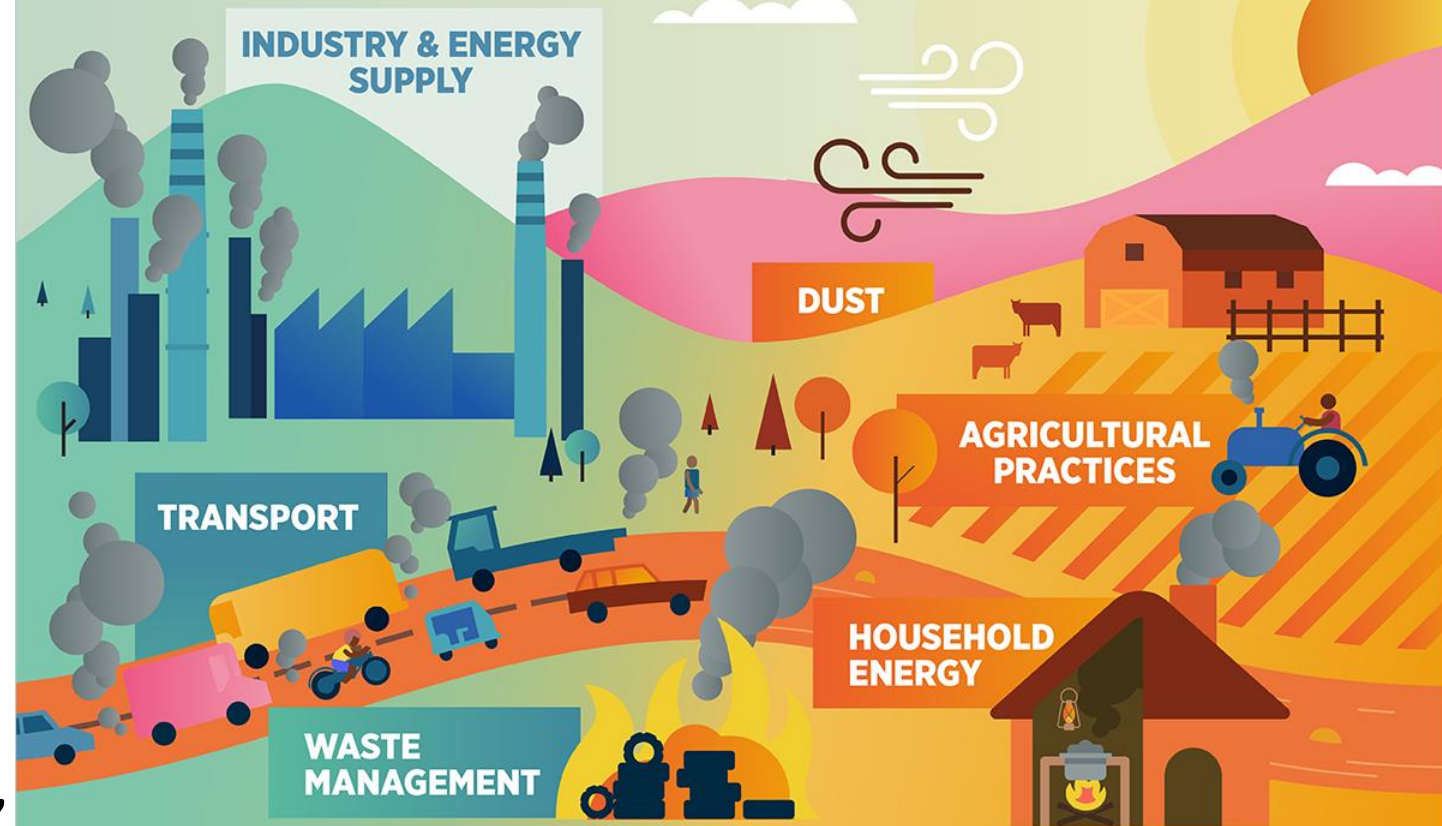 INDUSTRY & ENERGY
SUPPLY
DUST
AGRICULTURAL
PRACTICES
TRANSPORT
HOUSEHOLD
ENERGY
WASTE
MANAGEMENT